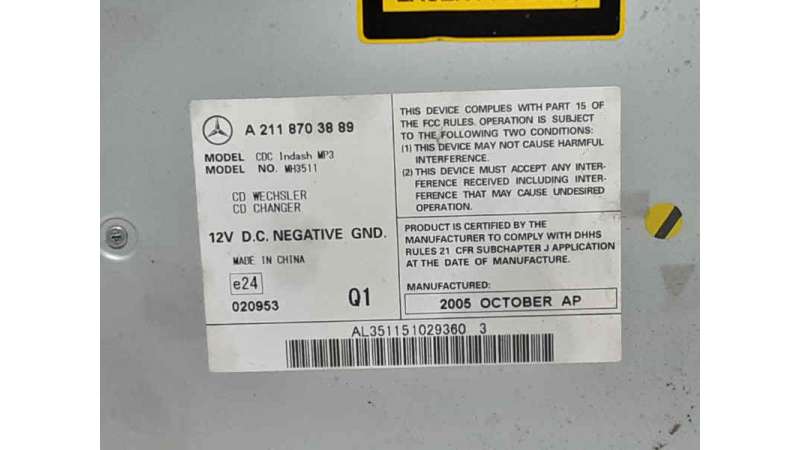 A 211 870 38 89
MODEL CDC Indash MP3
MODEL NO. MH3511
CD WECHSLER
CD CHANGER
12V D.C. NEGATIVE GND.
MADE IN CHINA
e24
020953 Q1
THIS DEVICE COMPLIES WITH PART 15 OF
THE FCC RULES. OPERATION IS SUBJECT
TO THE FOLLOWING TWO CONDITIONS:
(1) THIS DEVICE MAY NOT CAUSE HARMFUL
INTERFERENCE.
(2) THIS DEVICE MUST ACCEPT ANY INTER-
FERENCE RECEIVED INCLUDING INTER-
FERENCE THAT MAY CAUSE UNDESIRED
OPERATION.
PRODUCT IS CERTIFIED BY THE
MANUFACTURER TO COMPLY WITH DHHS
RULES 21 CFR SUBCHAPTER J APPLICATION
AT THE DATE OF MANUFACTURE.
MANUFACTURED:
2005 OCTOBER AP
AL351151029360 3